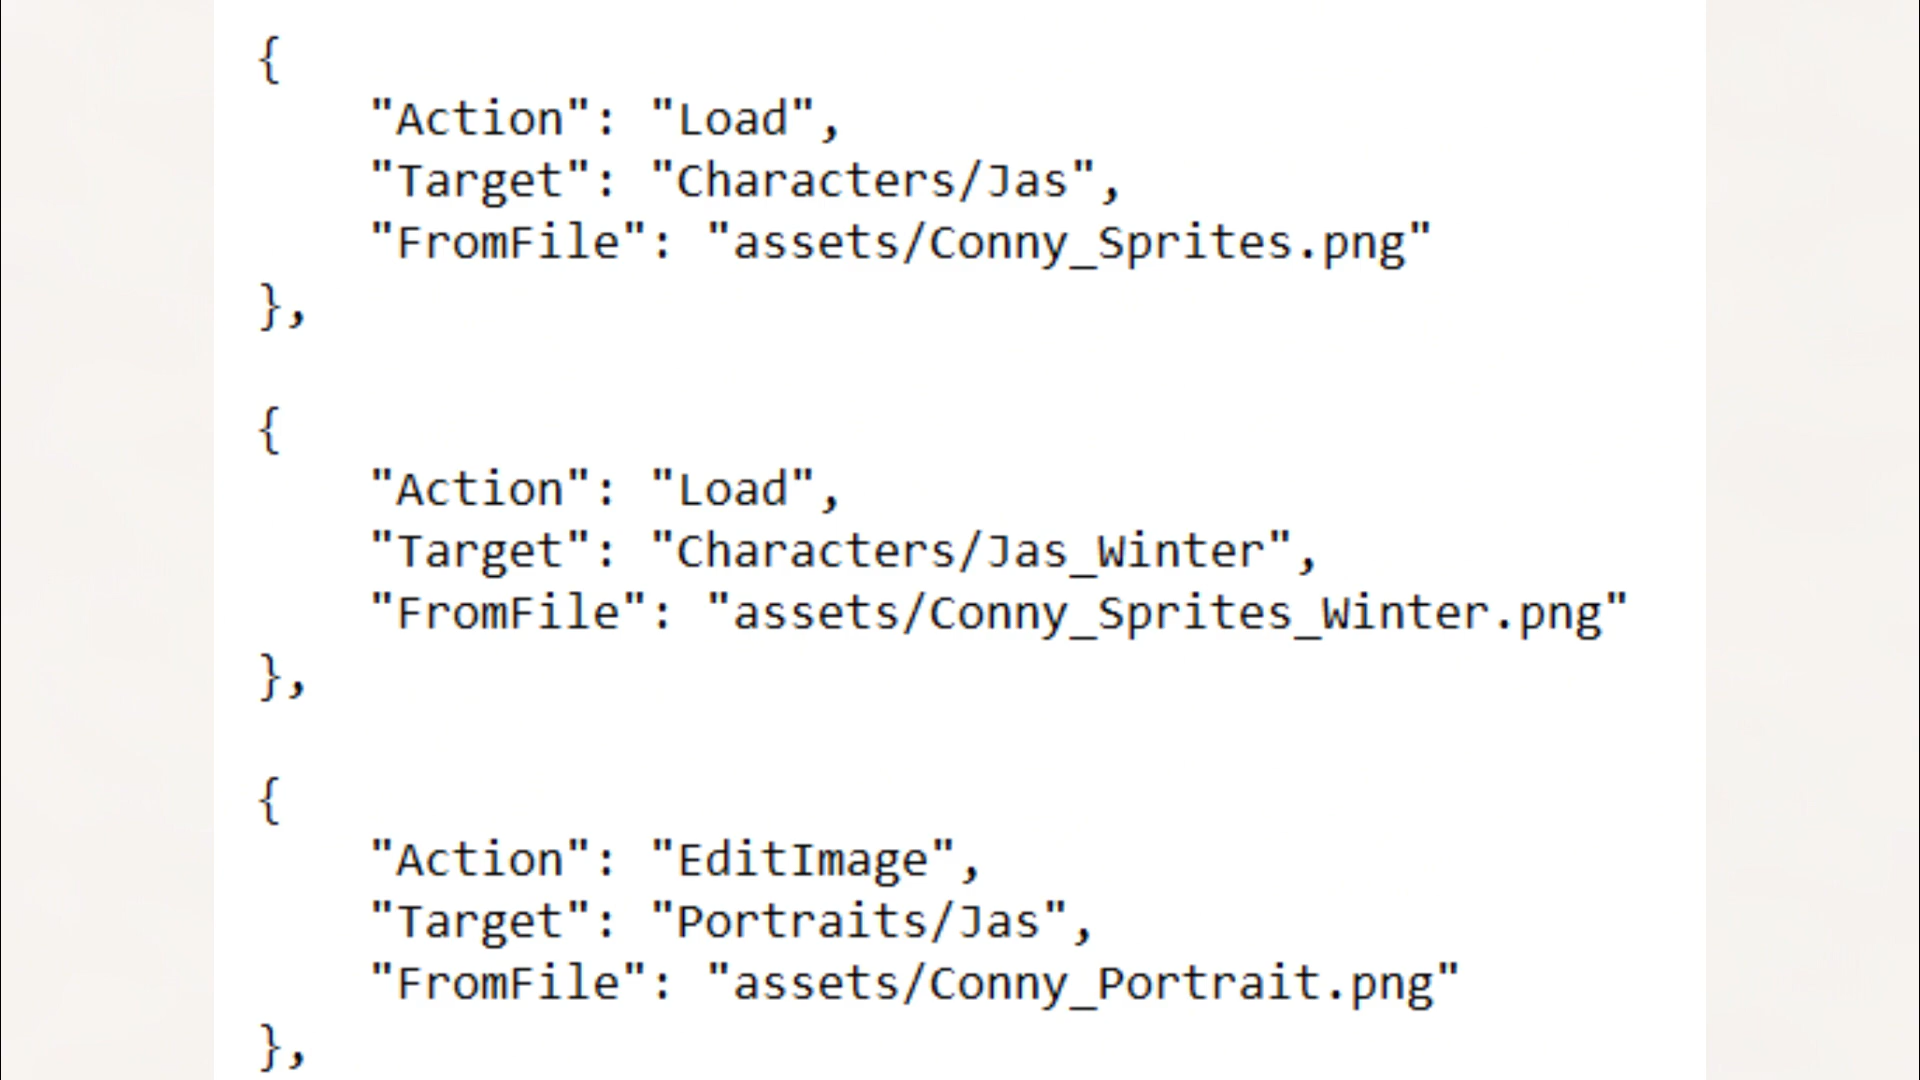 {
"Action": "Load",
"Target": "Characters/Jas",
"FromFile": "assets/Conny_Sprites.png"
},
{
"Action": "Load",
"Target": "Characters/Jas_Winter",
"FromFile": "assets/Conny_Sprites_Winter.png"
},
{
"Action": "EditImage",
"Target": "Portraits/Jas",
"FromFile": "assets/Conny_Portrait.png"
},